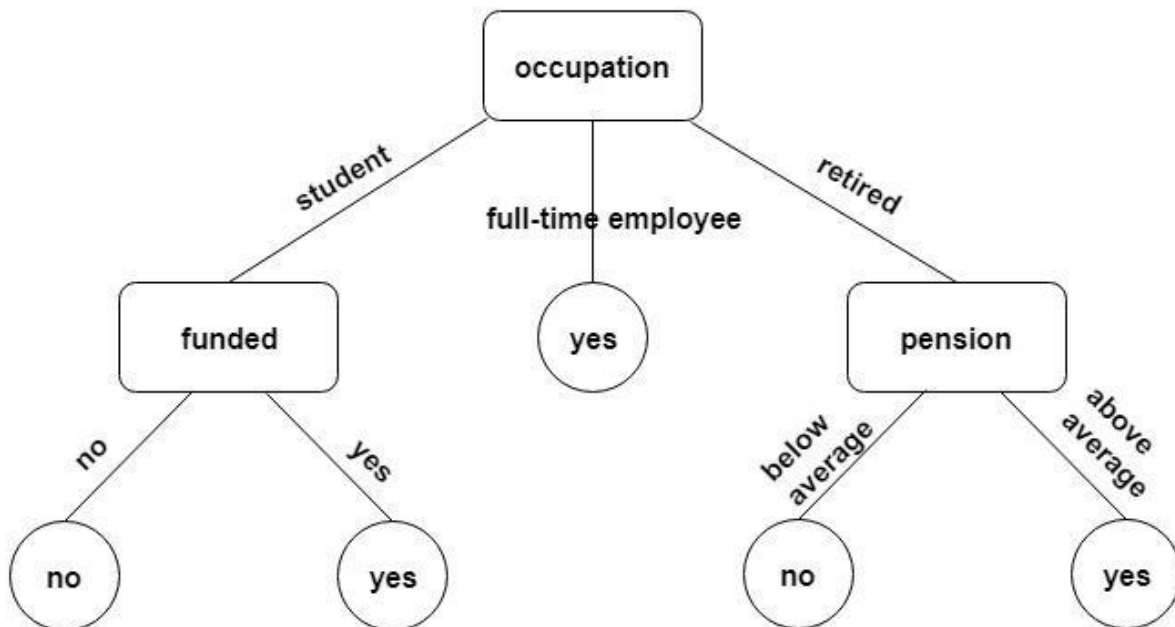 occupation
student
full-time employee
retired
funded
yes
pension
no
yes
below
average
above
average
no
yes
no
yes